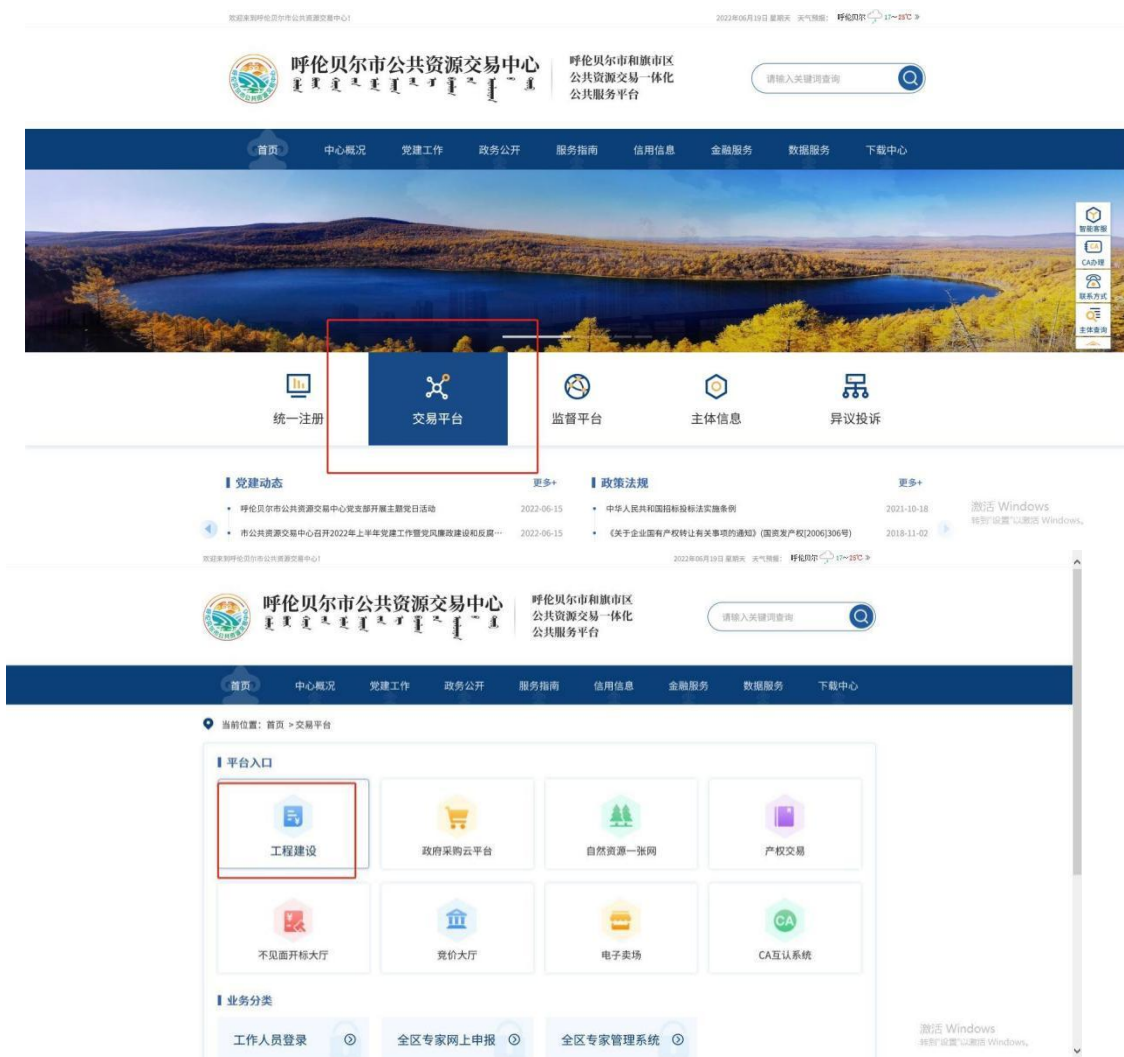 欢迎来到呼伦贝尔市公共资源交易中心!
2022年06月19日 星期天 天气预报: 呼伦贝尔 17~25℃ »
呼伦贝尔市公共资源交易中心
呼伦贝尔市和旗市区
公共资源交易一体化
公共服务平台
请输入关键词查询
首页 中心概况 党建工作 政务公开 服务指南 信用信息 金融服务 数据服务 下载中心
智能客服
CA
CA办理
联系方式
主体查询
统一注册 交易平台 监督平台 主体信息 异议投诉
党建动态 更多+ 政策法规 更多+
呼伦贝尔市公共资源交易中心党支部开展主题党日活动 2022-06-15 中华人民共和国招标投标法实施条例 2021-10-18
市公共资源交易中心召开2022年上半年党建工作暨党风廉政建设和反腐… 2022-06-15 《关于企业国有产权转让有关事项的通知》(国资发产权[2006]306号) 2018-11-02
激活 Windows
转到"设置"以激活 Windows。
欢迎来到呼伦贝尔市公共资源交易中心!
2022年06月19日 星期天 天气预报: 呼伦贝尔 17~25℃ »
呼伦贝尔市公共资源交易中心
呼伦贝尔市和旗市区
公共资源交易一体化
公共服务平台
请输入关键词查询
首页 中心概况 党建工作 政务公开 服务指南 信用信息 金融服务 数据服务 下载中心
当前位置: 首页 > 交易平台
平台入口
工程建设 政府采购云平台 自然资源一张网 产权交易
CA
不见面开标大厅 竞价大厅 电子卖场 CA互认系统
业务分类
工作人员登录 全区专家网上申报 全区专家管理系统
激活 Windows
转到"设置"以激活 Windows。